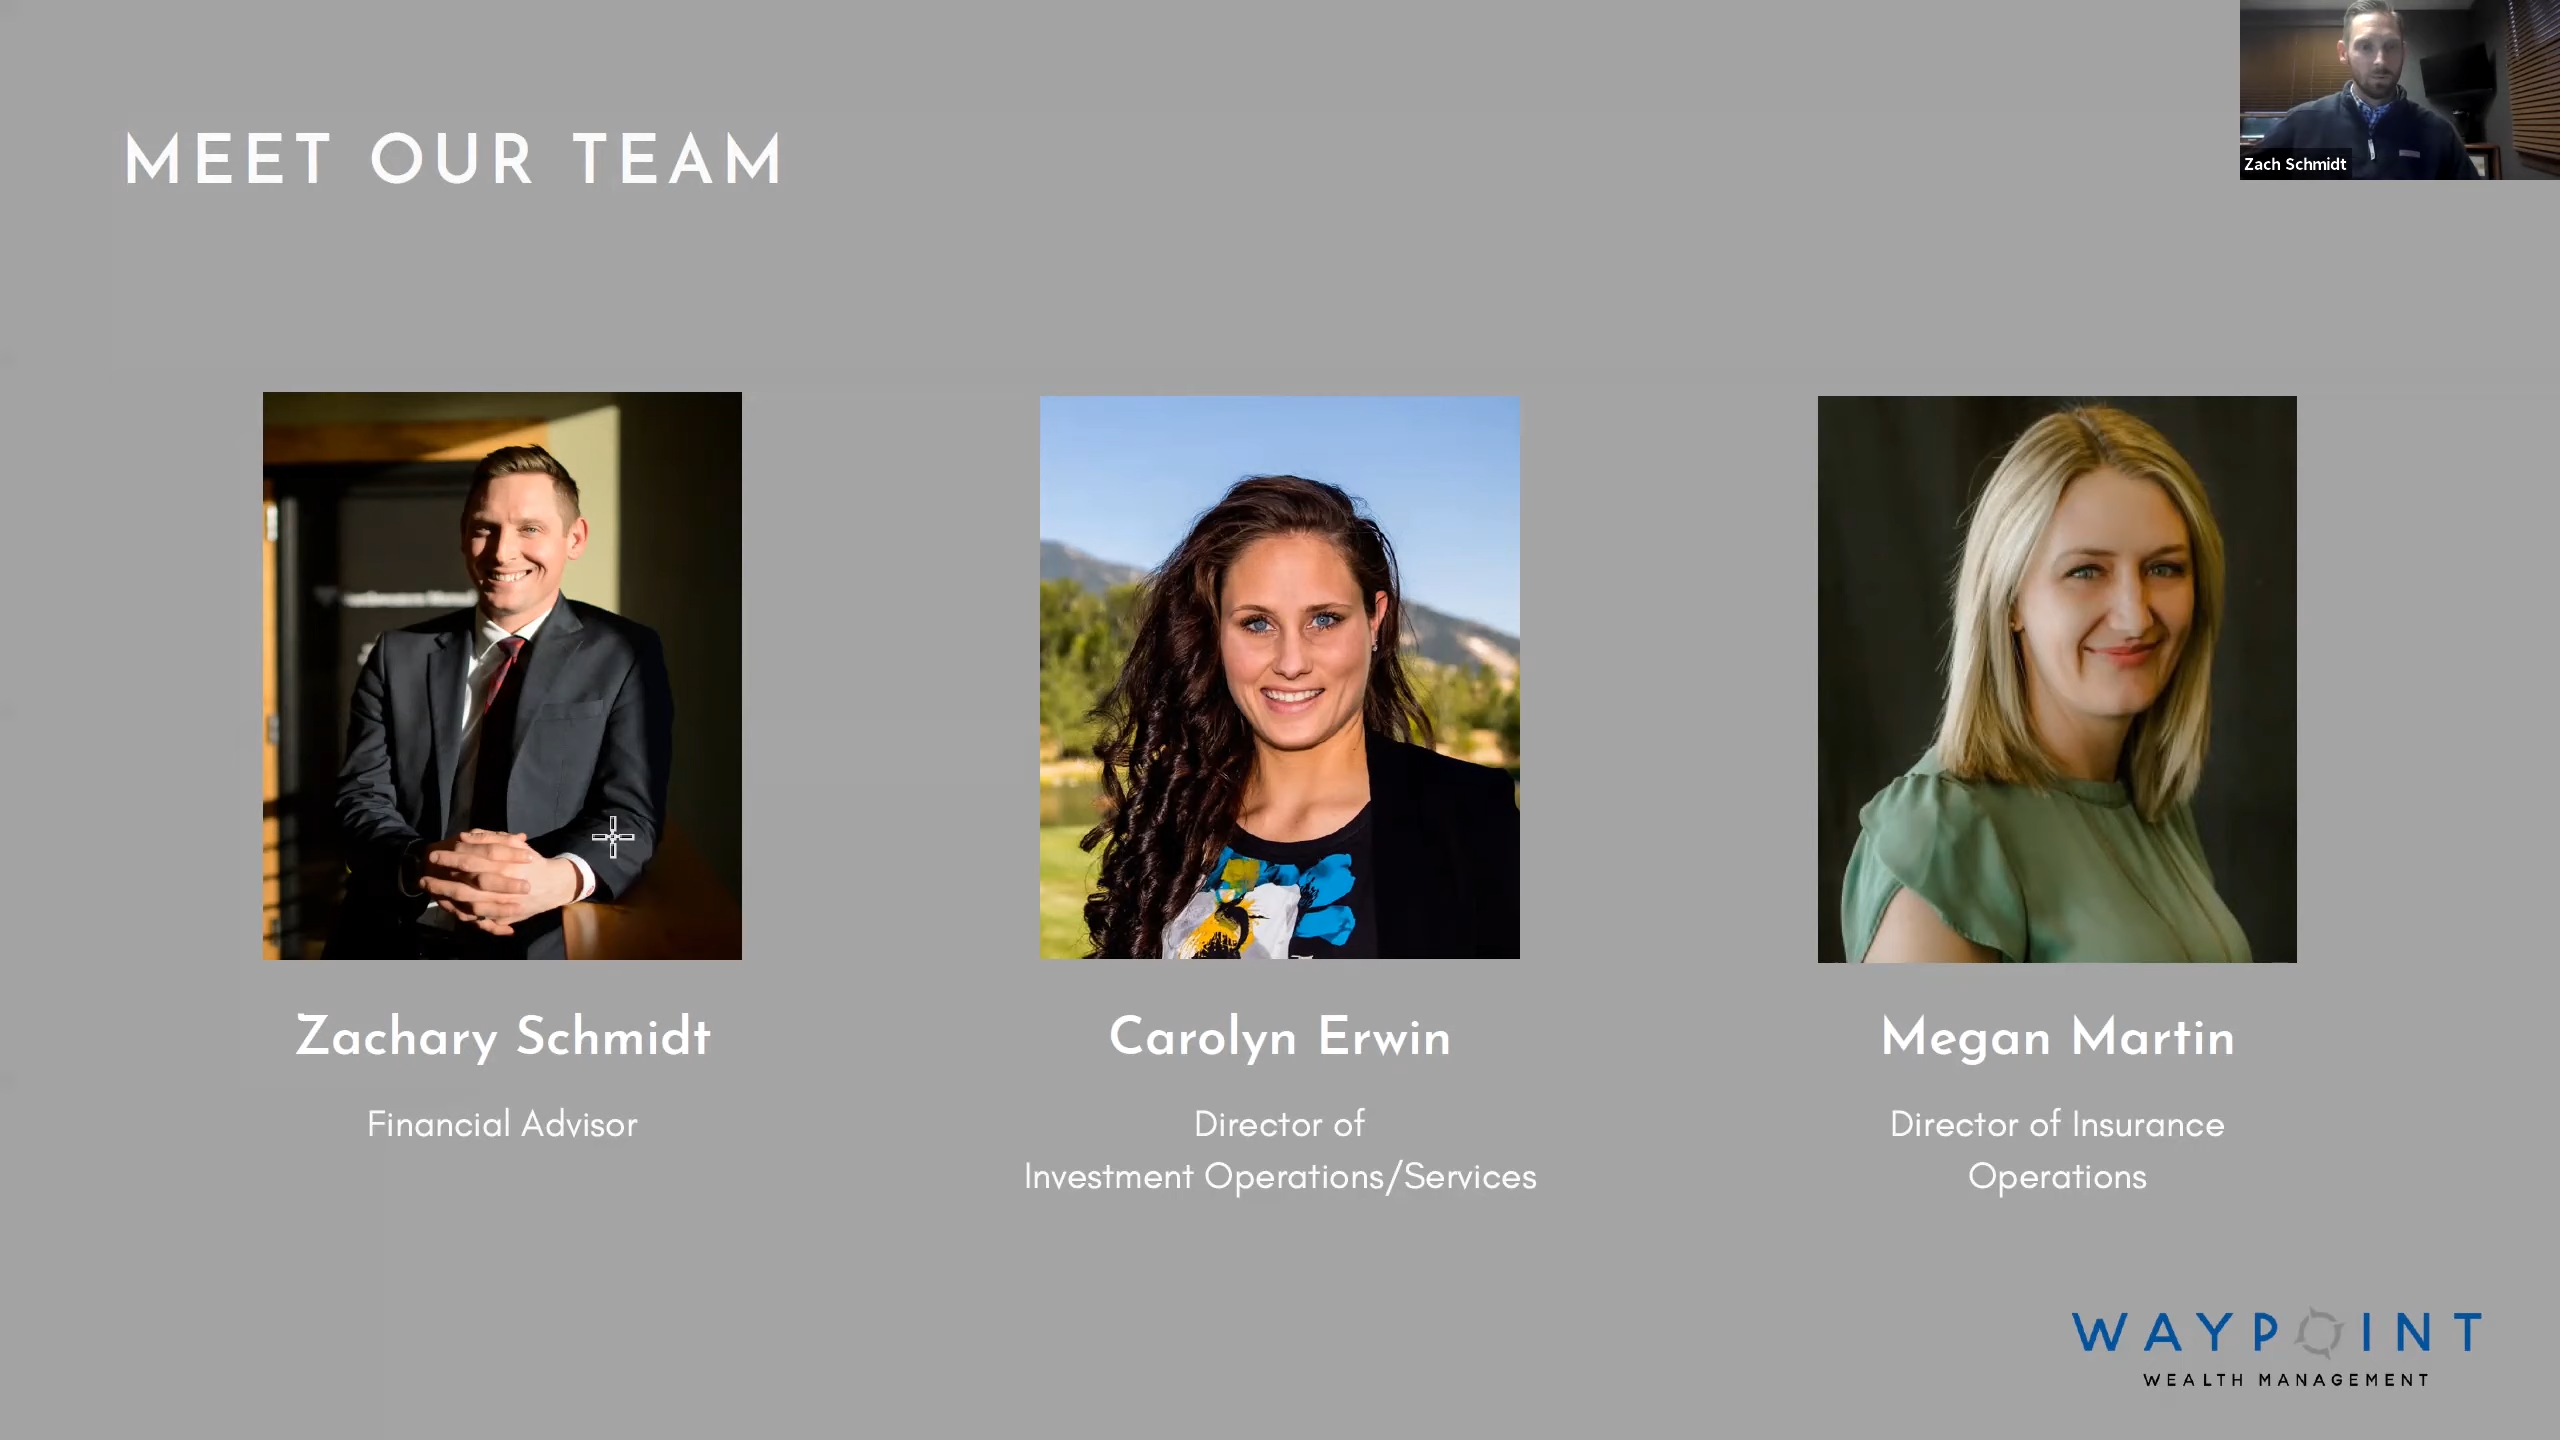 MEET OUR TEAM
Zach Schmidt
Zachary Schmidt
Financial Advisor
Carolyn Erwin
Director of
Investment Operations/Services
Megan Martin
Director of Insurance
Operations
WAYPOINT
WEALTH MANAGEMENT